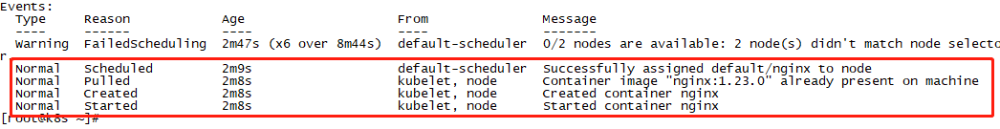 Events:
Type Reason Age From Message
---- ------ ---- ---- -------
Warning FailedScheduling 2m47s (x6 over 8m44s) default-scheduler 0/2 nodes are available: 2 node(s) didn't match node selecto
r.
Normal Scheduled 2m9s default-scheduler Successfully assigned default/nginx to node
Normal Pulled 2m8s kubelet, node Container image "nginx:1.23.0" already present on machine
Normal Created 2m8s kubelet, node Created container nginx
Normal Started 2m8s kubelet, node Started container nginx
[root@k8s ~]#